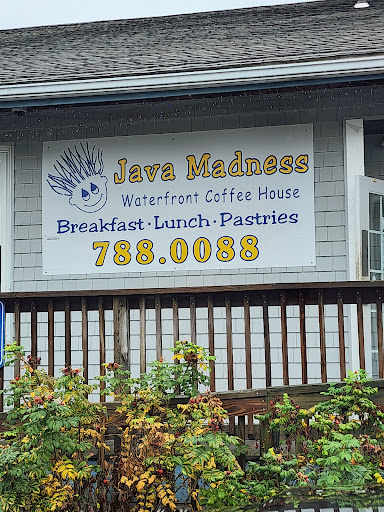 Java Madness
Waterfront Coffee House
Breakfast · Lunch · Pastries
788.0088